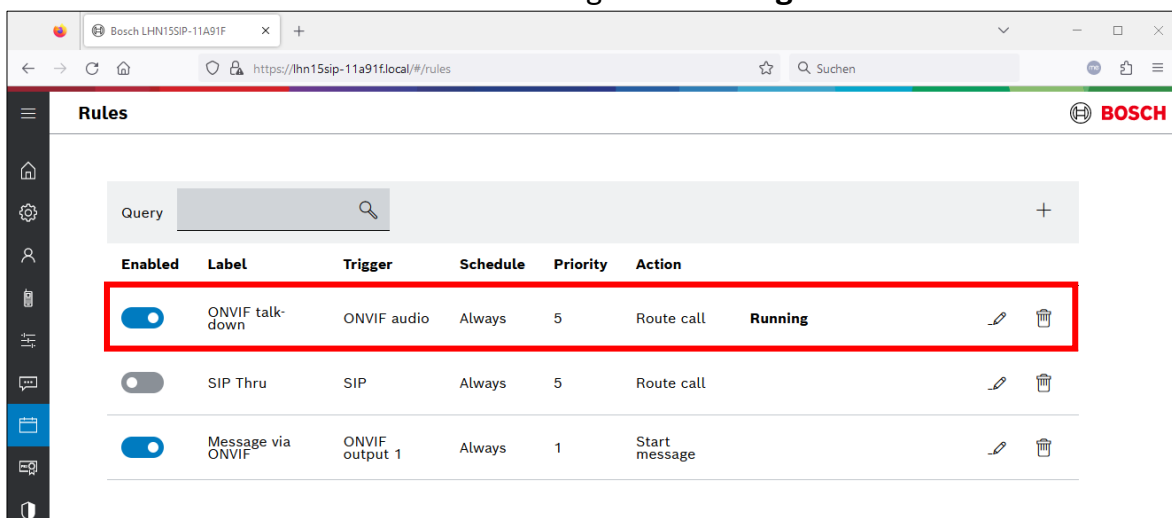 Bosch LHN15SIP-11A91F
https://lhn15sip-11a91f.local/#/rules
Suchen
Rules
BOSCH
Query
Enabled Label Trigger Schedule Priority Action
ONVIF talk-
down ONVIF audio Always 5 Route call Running
SIP Thru SIP Always 5 Route call
Message via
ONVIF
ONVIF
output 1
Always 1
Start
message